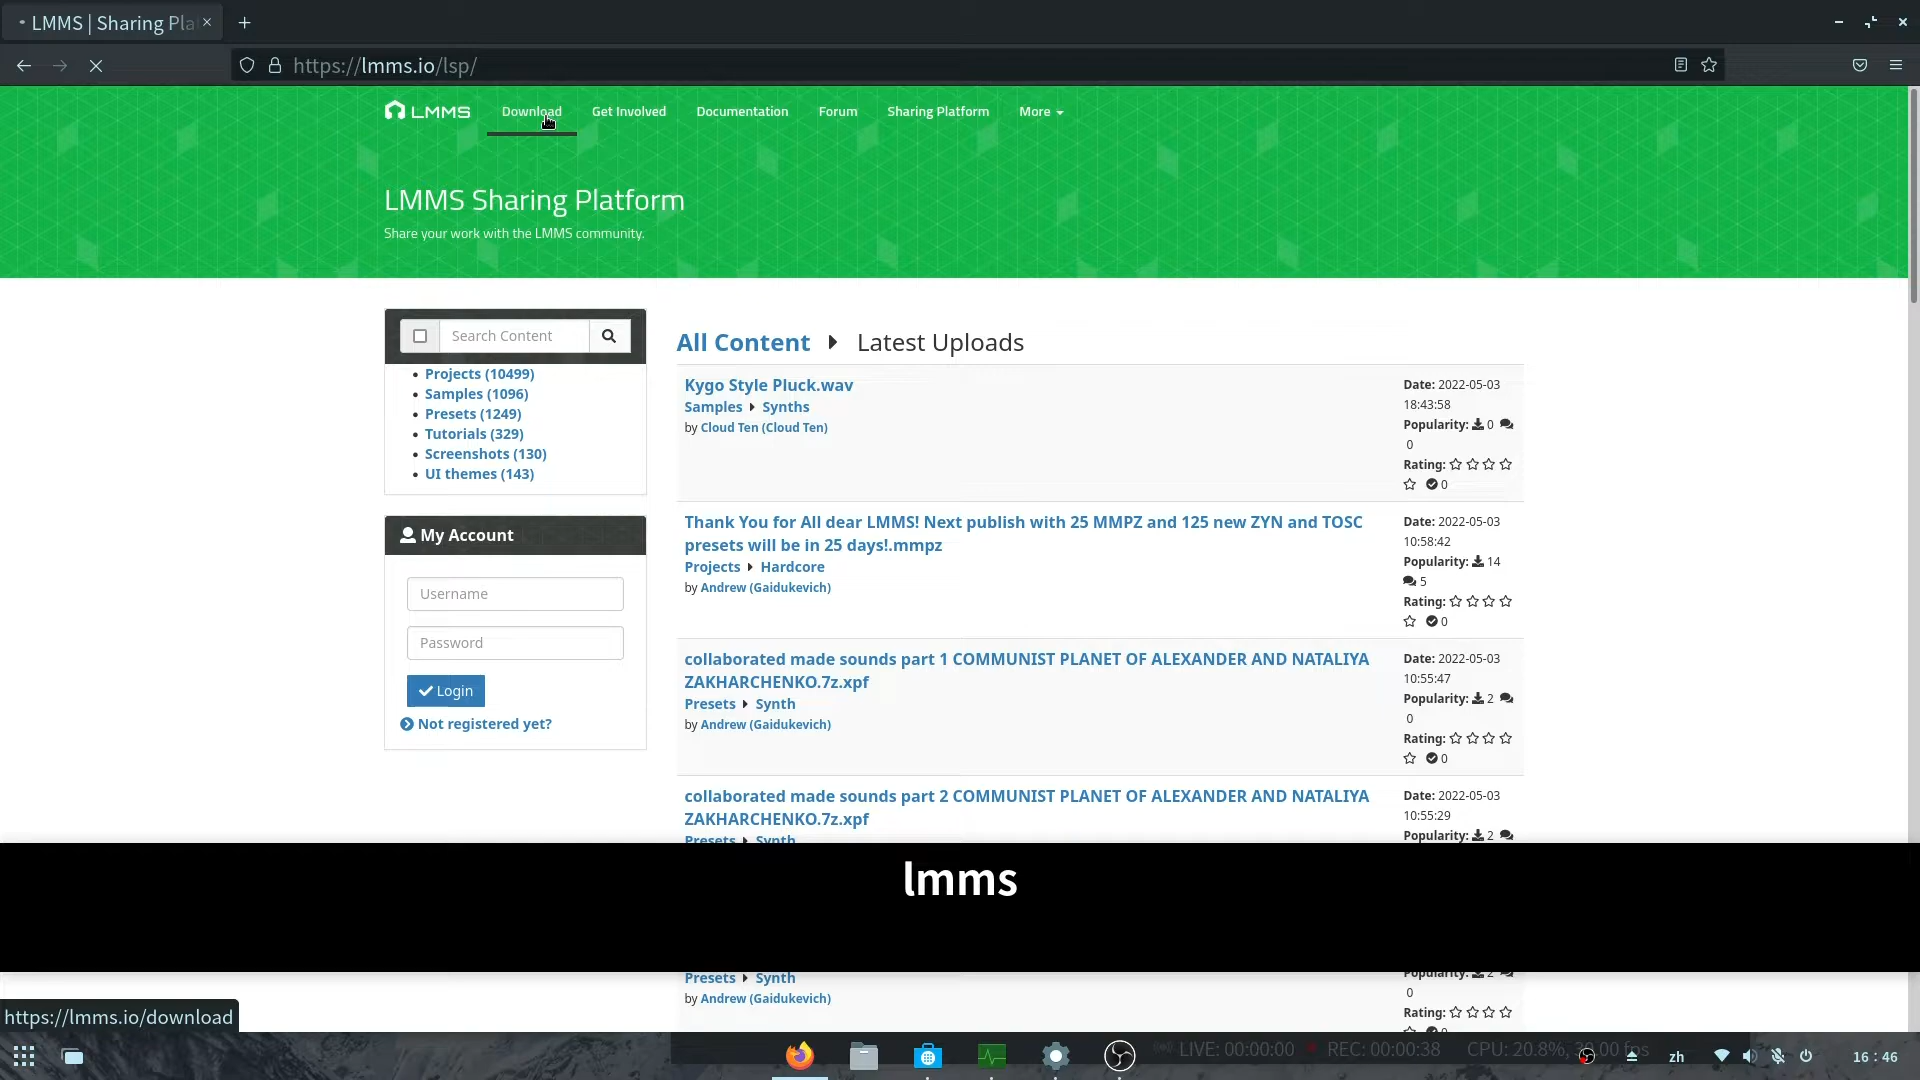 LMMS | Sharing Pla
https://lmms.io/lsp/
LMMS
Download
Get Involved
Documentation
Forum
Sharing Platform
More
LMMS Sharing Platform
Share your work with the LMMS community.
Search Content
Projects (10499)
Samples (1096)
Presets (1249)
Tutorials (329)
Screenshots (130)
UI themes (143)
My Account
Username
Password
Login
Not registered yet?
All Content Latest Uploads
Kygo Style Pluck.wav
Samples Synths
by Cloud Ten (Cloud Ten)
Date: 2022-05-03
18:43:58
Popularity: 0
0
Rating:
0
Thank You for All dear LMMS! Next publish with 25 MMPZ and 125 new ZYN and TOSC
presets will be in 25 days!.mmpz
Projects Hardcore
by Andrew (Gaidukevich)
Date: 2022-05-03
10:58:42
Popularity: 14
5
Rating:
0
collaborated made sounds part 1 COMMUNIST PLANET OF ALEXANDER AND NATALIYA
ZAKHARCHENKO.7z.xpf
Presets Synth
by Andrew (Gaidukevich)
Date: 2022-05-03
10:55:47
Popularity: 2
0
Rating:
0
collaborated made sounds part 2 COMMUNIST PLANET OF ALEXANDER AND NATALIYA
ZAKHARCHENKO.7z.xpf
Presets Synth
Date: 2022-05-03
10:55:29
Popularity: 2
lmms
Presets Synth
by Andrew (Gaidukevich)
Popularity: 2
0
Rating:
0
https://lmms.io/download
LIVE: 00:00:00
REC: 00:00:38
CPU: 20.8%, 30.00 fps
zh
16:46